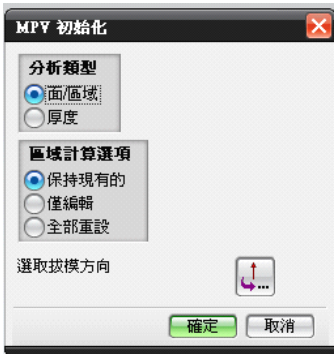 MPV 初始化
分析類型
面/區域
厚度
區域計算選項
保持現有的
僅編輯
全部重設
選取拔模方向
確定
取消